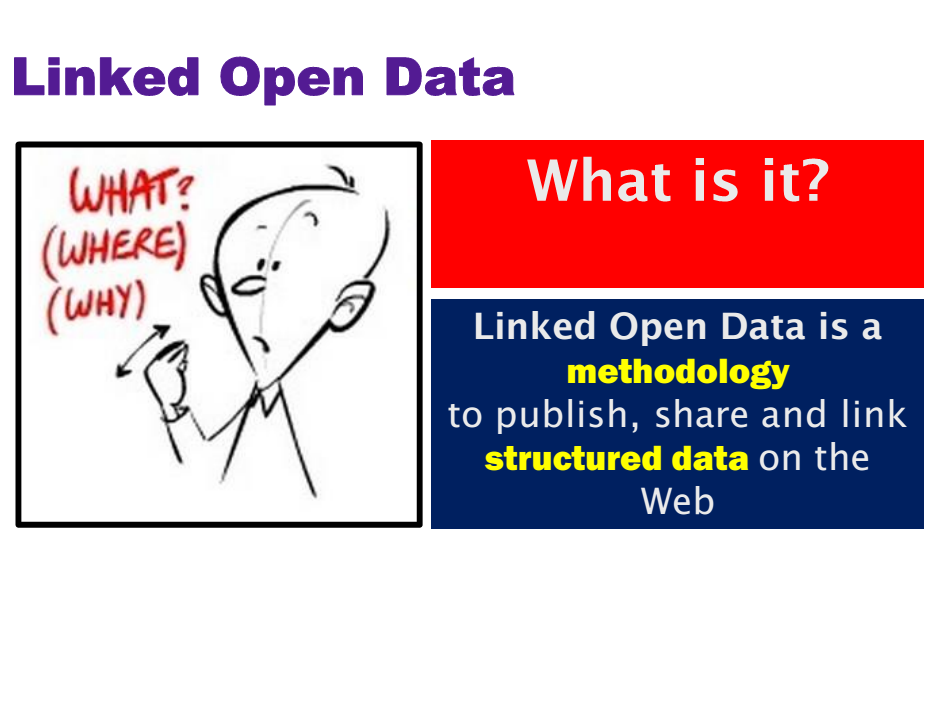 Linked Open Data
WHAT?
(WHERE)
(WHY)
What is it?
Linked Open Data is a
methodology
to publish, share and link
structured data on the
Web